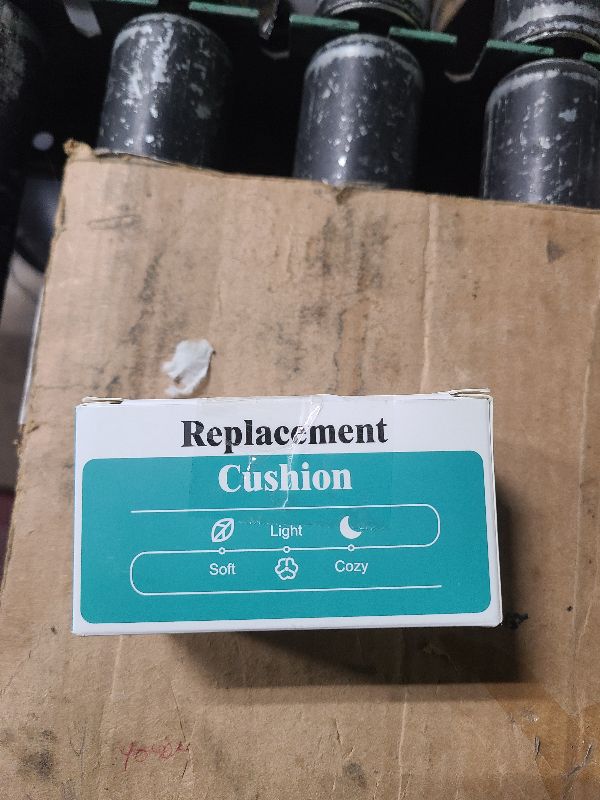 Replacement
Cushion
Light
Soft
Cozy